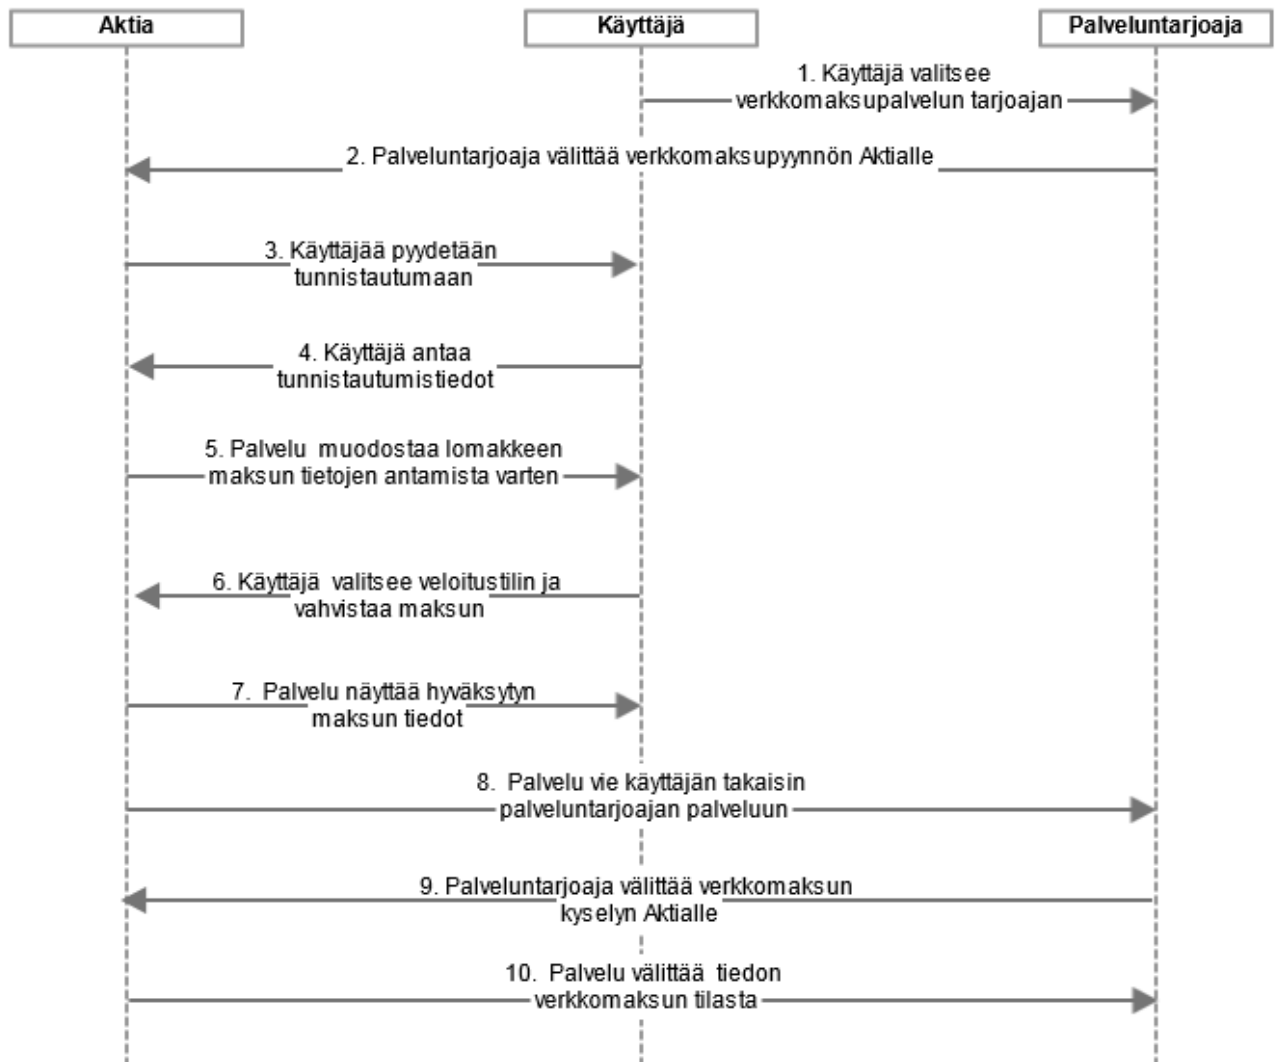 Aktia
Käyttäjä
Palveluntarjoaja
1. Käyttäjä valitsee
verkkomaksupalvelun tarjoajan
2. Palveluntarjoaja välittää verkkomaksupyynnön Aktialle
3. Käyttäjää pyydetään
tunnistautumaan
4. Käyttäjä antaa
tunnistautumistiedot
5. Palvelu muodostaa lomakkeen
maksun tietojen antamista varten
6. Käyttäjä valitsee veloitustilin ja
vahvistaa maksun
7. Palvelu näyttää hyväksytyn
maksun tiedot
8. Palvelu vie käyttäjän takaisin
palveluntarjoajan palveluun
9. Palveluntarjoaja välittää verkkomaksun
kyselyn Aktialle
10. Palvelu välittää tiedon
verkkomaksun tilasta